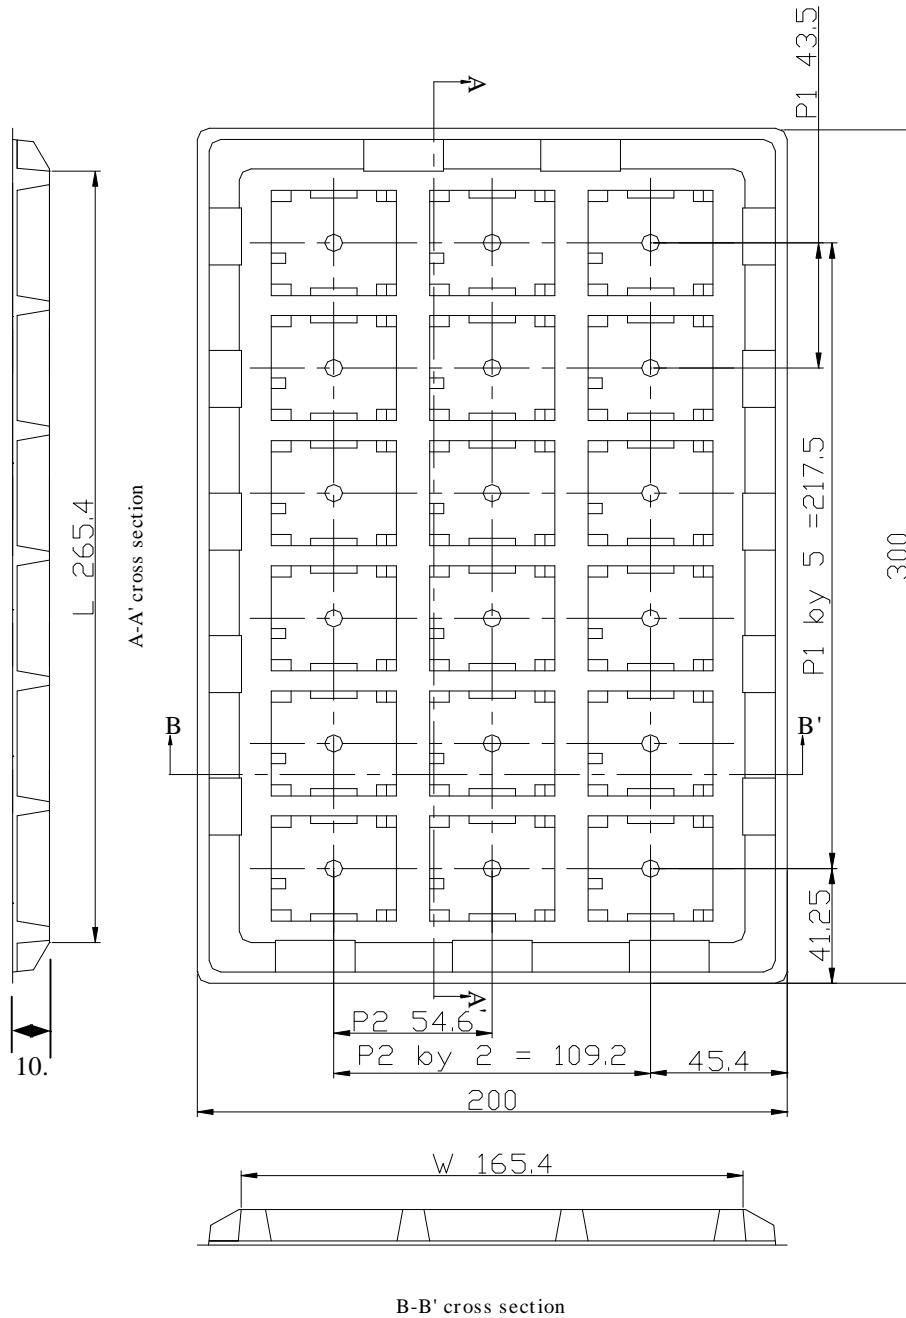 P1 43.5
A
L 265.4
A-A' cross section
300
P1 by 5 =217.5
B
B'
41.25
A'
P2 54.6
10.
P2 by 2 = 109.2
45.4
200
W 165.4
B-B' cross section